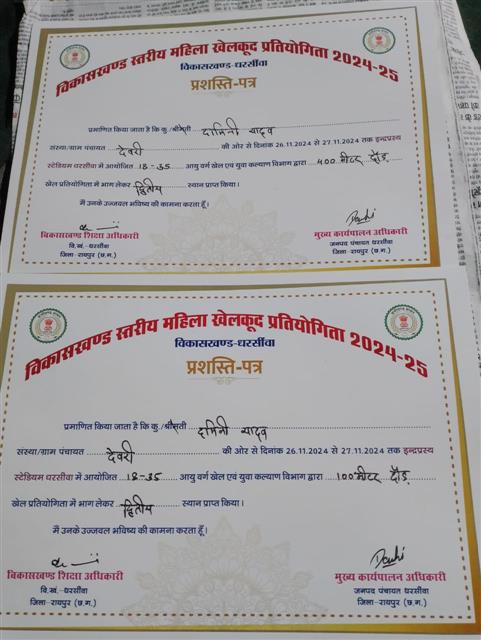 विकासखण्ड स्तरीय महिला खेलकूद प्रतियोगिता 2024-25
विकासखण्ड-धरसींवा
प्रशस्ति-पत्र
प्रमाणित किया जाता है कि कु./श्रीमती दामिनी यादव
संस्था/ग्राम पंचायत देवरी की ओर से दिनांक 26.11.2024 से 27.11.2024 तक इन्द्रप्रस्थ
स्टेडियम धरसीवा में आयोजित 18-35 आयु वर्ग खेल एवं युवा कल्याण विभाग द्वारा 400 मीटर दौड़
खेल प्रतियोगिता में भाग लेकर द्वितीय स्थान प्राप्त किया।
मैं उनके उज्जवल भविष्य की कामना करता हूँ।
बिकासखण्ड शिक्षा अधिकारी
वि.खं.-धरसींवा
जिला-रायपुर (छ.ग.)
मुख्य कार्यपालन अधिकारी
जनपद पंचायत धरसींवा
जिला-रायपुर (छ.ग.)
विकासखण्ड स्तरीय महिला खेलकूद प्रतियोगिता 2024-25
विकासखण्ड-धरसींवा
प्रशस्ति-पत्र
प्रमाणित किया जाता है कि कु./श्रीमती दामिनी यादव
संस्था/ग्राम पंचायत देवरी की ओर से दिनांक 26.11.2024 से 27.11.2024 तक इन्द्रप्रस्थ
स्टेडियम धरसीवा में आयोजित 18-35 आयु वर्ग खेल एवं युवा कल्याण विभाग द्वारा 100 मीटर दौड़
खेल प्रतियोगिता में भाग लेकर द्वितीय स्थान प्राप्त किया।
मैं उनके उज्जवल भविष्य की कामना करता हूँ।
बिकासखण्ड शिक्षा अधिकारी
वि.खं.-धरसींवा
जिला-रायपुर (छ.ग.)
मुख्य कार्यपालन अधिकारी
जनपद पंचायत धरसींवा
जिला-रायपुर (छ.ग.)